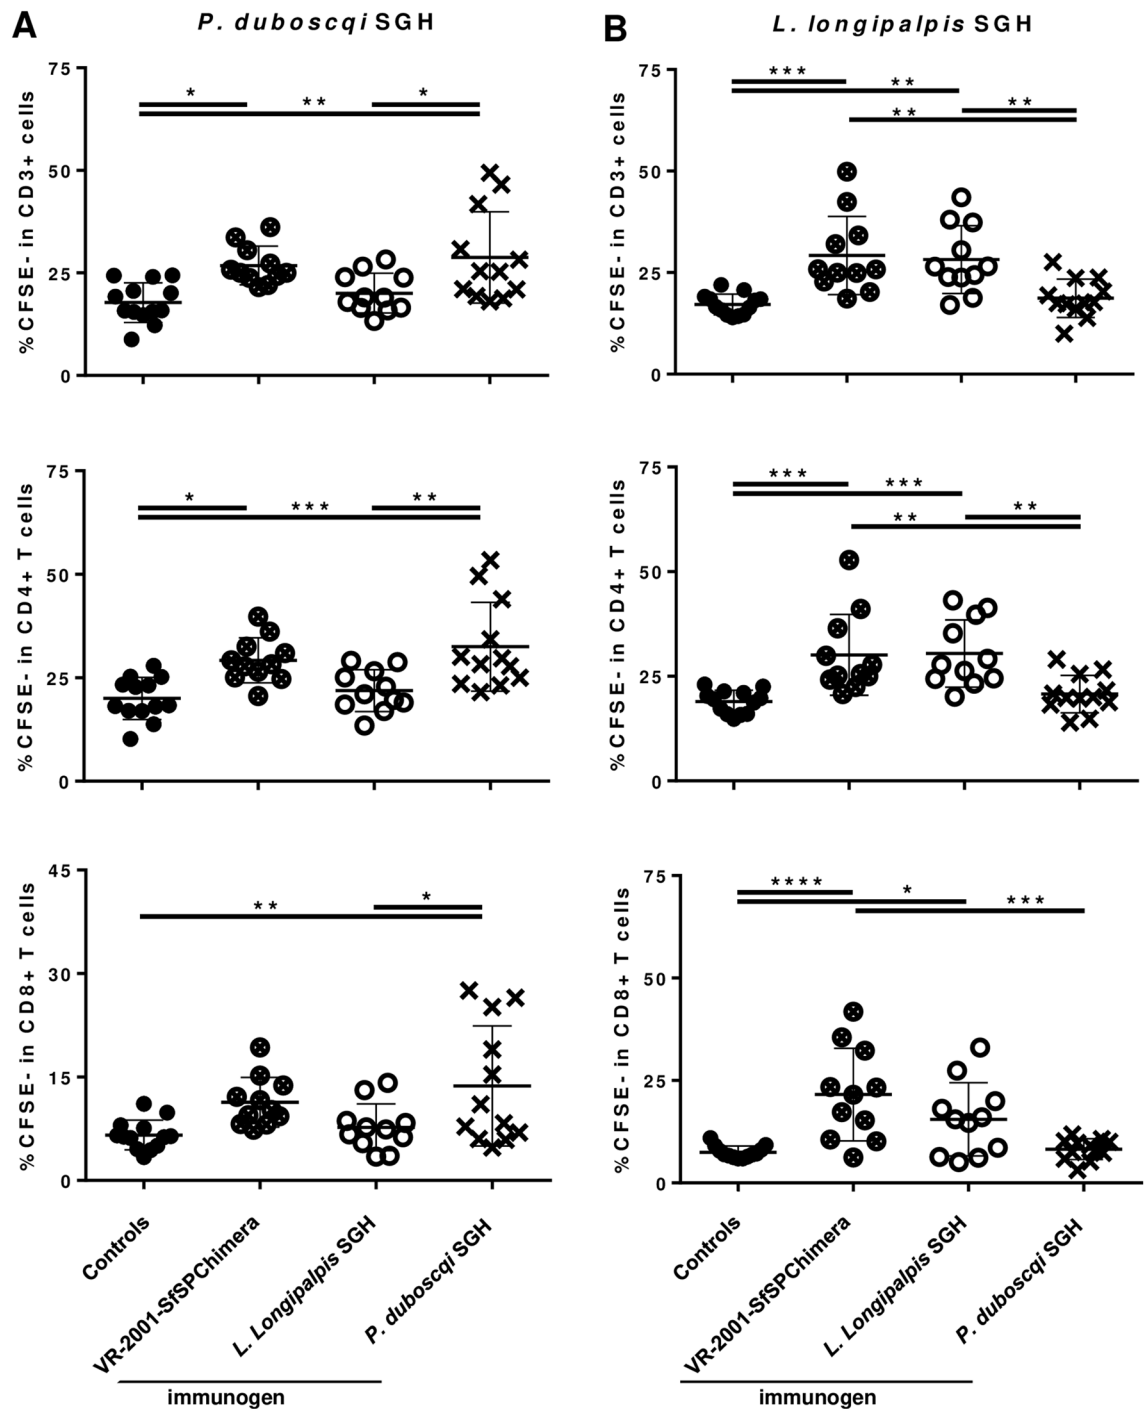 A
P. duboscqi SGH
%CFSE- in CD3+ cells
75
50
25
0
*
**
*
%CFSE- in CD4+ T cells
75
50
25
0
*
***
**
%CFSE- in CD8+ T cells
45
30
15
0
**
*
Controls
VR-2001-SfSPChimera
L. Longipalpis SGH
P. duboscqi SGH
immunogen
B
L. longipalpis SGH
%CFSE- in CD3+ cells
75
50
25
0
***
**
**
**
%CFSE- in CD4+ T cells
75
50
25
0
***
***
**
**
%CFSE- in CD8+ T cells
75
50
25
0
****
*
***
Controls
VR-2001-SfSPChimera
L. Longipalpis SGH
P. duboscqi SGH
immunogen